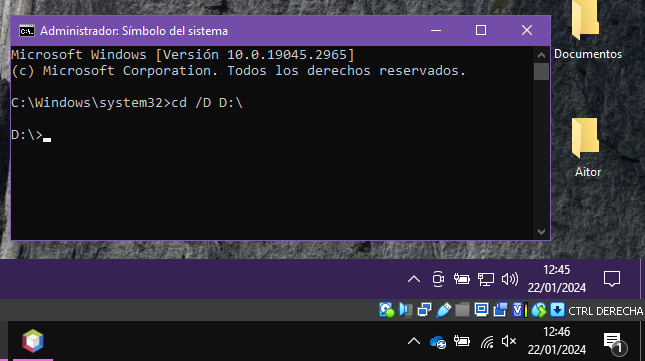 Administrador: Símbolo del sistema
Microsoft Windows [Versión 10.0.19045.2965]
(c) Microsoft Corporation. Todos los derechos reservados.
C:\Windows\system32>cd /D D:\
D:\>
Documentos
Aitor
12:45
22/01/2024
CTRL DERECHA
12:46
22/01/2024
1